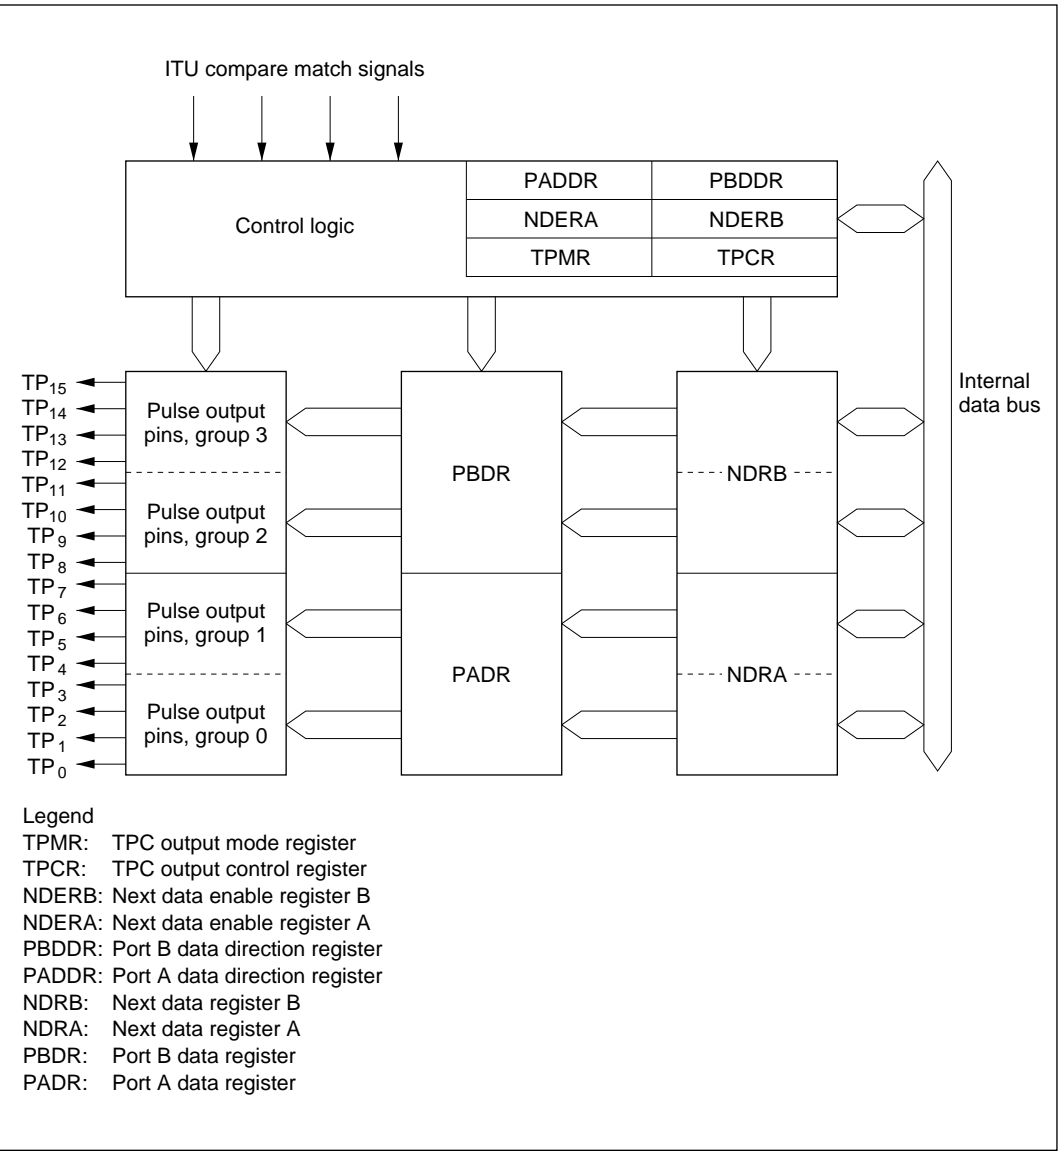 ITU compare match signals
PADDR PBDDR
Control logic NDERA NDERB
TPMR TPCR
Internal
data bus
TP15
TP14
TP13
TP12
TP11
TP10
TP9
TP8
TP7
TP6
TP5
TP4
TP3
TP2
TP1
TP0
Pulse output
pins, group 3
Pulse output
pins, group 2
Pulse output
pins, group 1
Pulse output
pins, group 0
PBDR
PADR
NDRB
NDRA
Legend
TPMR: TPC output mode register
TPCR: TPC output control register
NDERB: Next data enable register B
NDERA: Next data enable register A
PBDDR: Port B data direction register
PADDR: Port A data direction register
NDRB: Next data register B
NDRA: Next data register A
PBDR: Port B data register
PADR: Port A data register